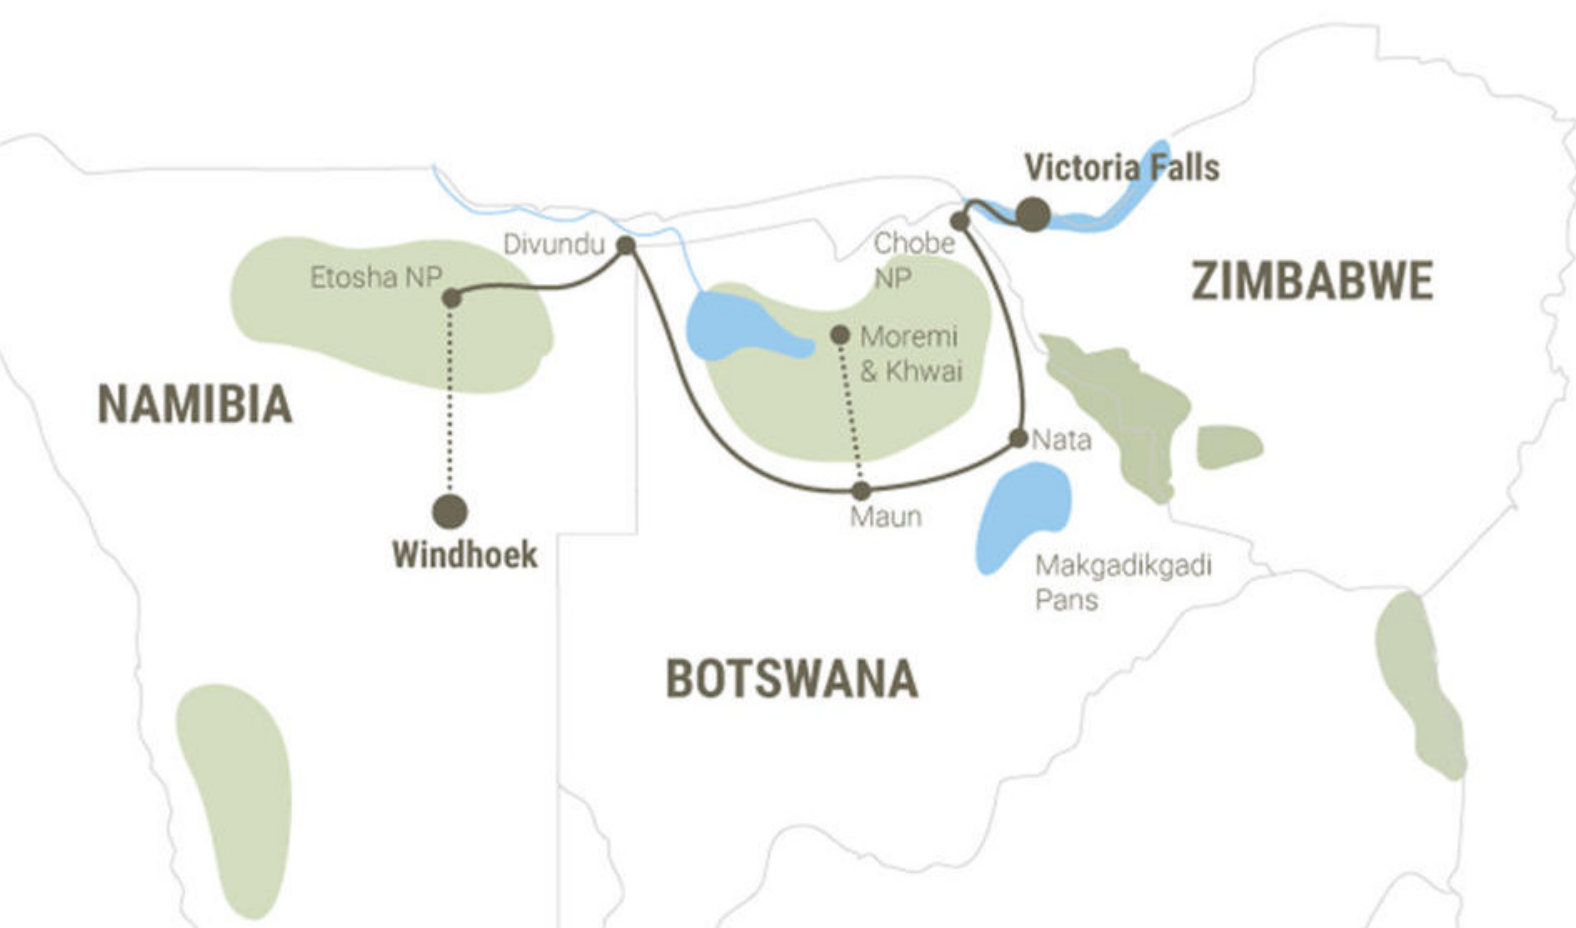 Victoria Falls
Divundu
Chobe
NP
Etosha NP
ZIMBABWE
Moremi
& Khwai
NAMIBIA
Nata
Maun
Windhoek
Makgadikgadi
Pans
BOTSWANA